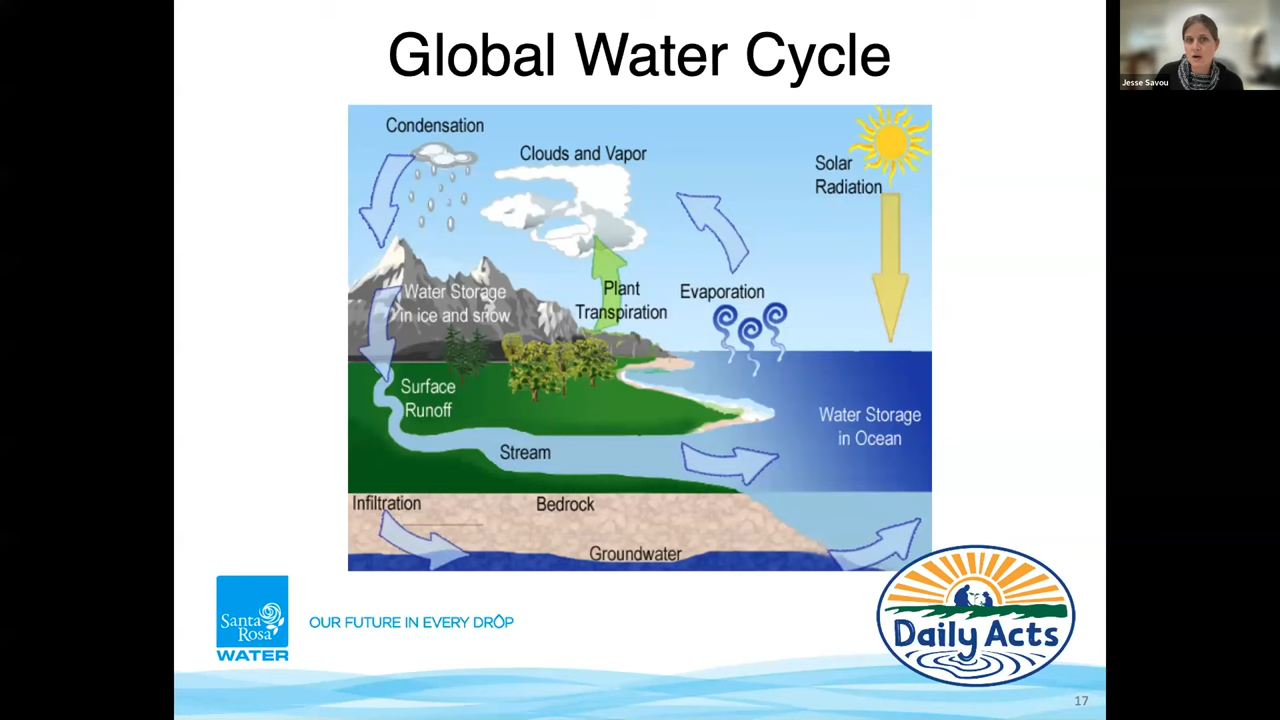 Global Water Cycle
Jesse Savou
Condensation
Clouds and Vapor
Solar
Radiation
Water Storage
in ice and snow
Plant
Transpiration
Evaporation
Surface
Runoff
Water Storage
in Ocean
Stream
Infiltration
Bedrock
Groundwater
Santa
Rosa
WATER
OUR FUTURE IN EVERY DROP
Daily Acts
17